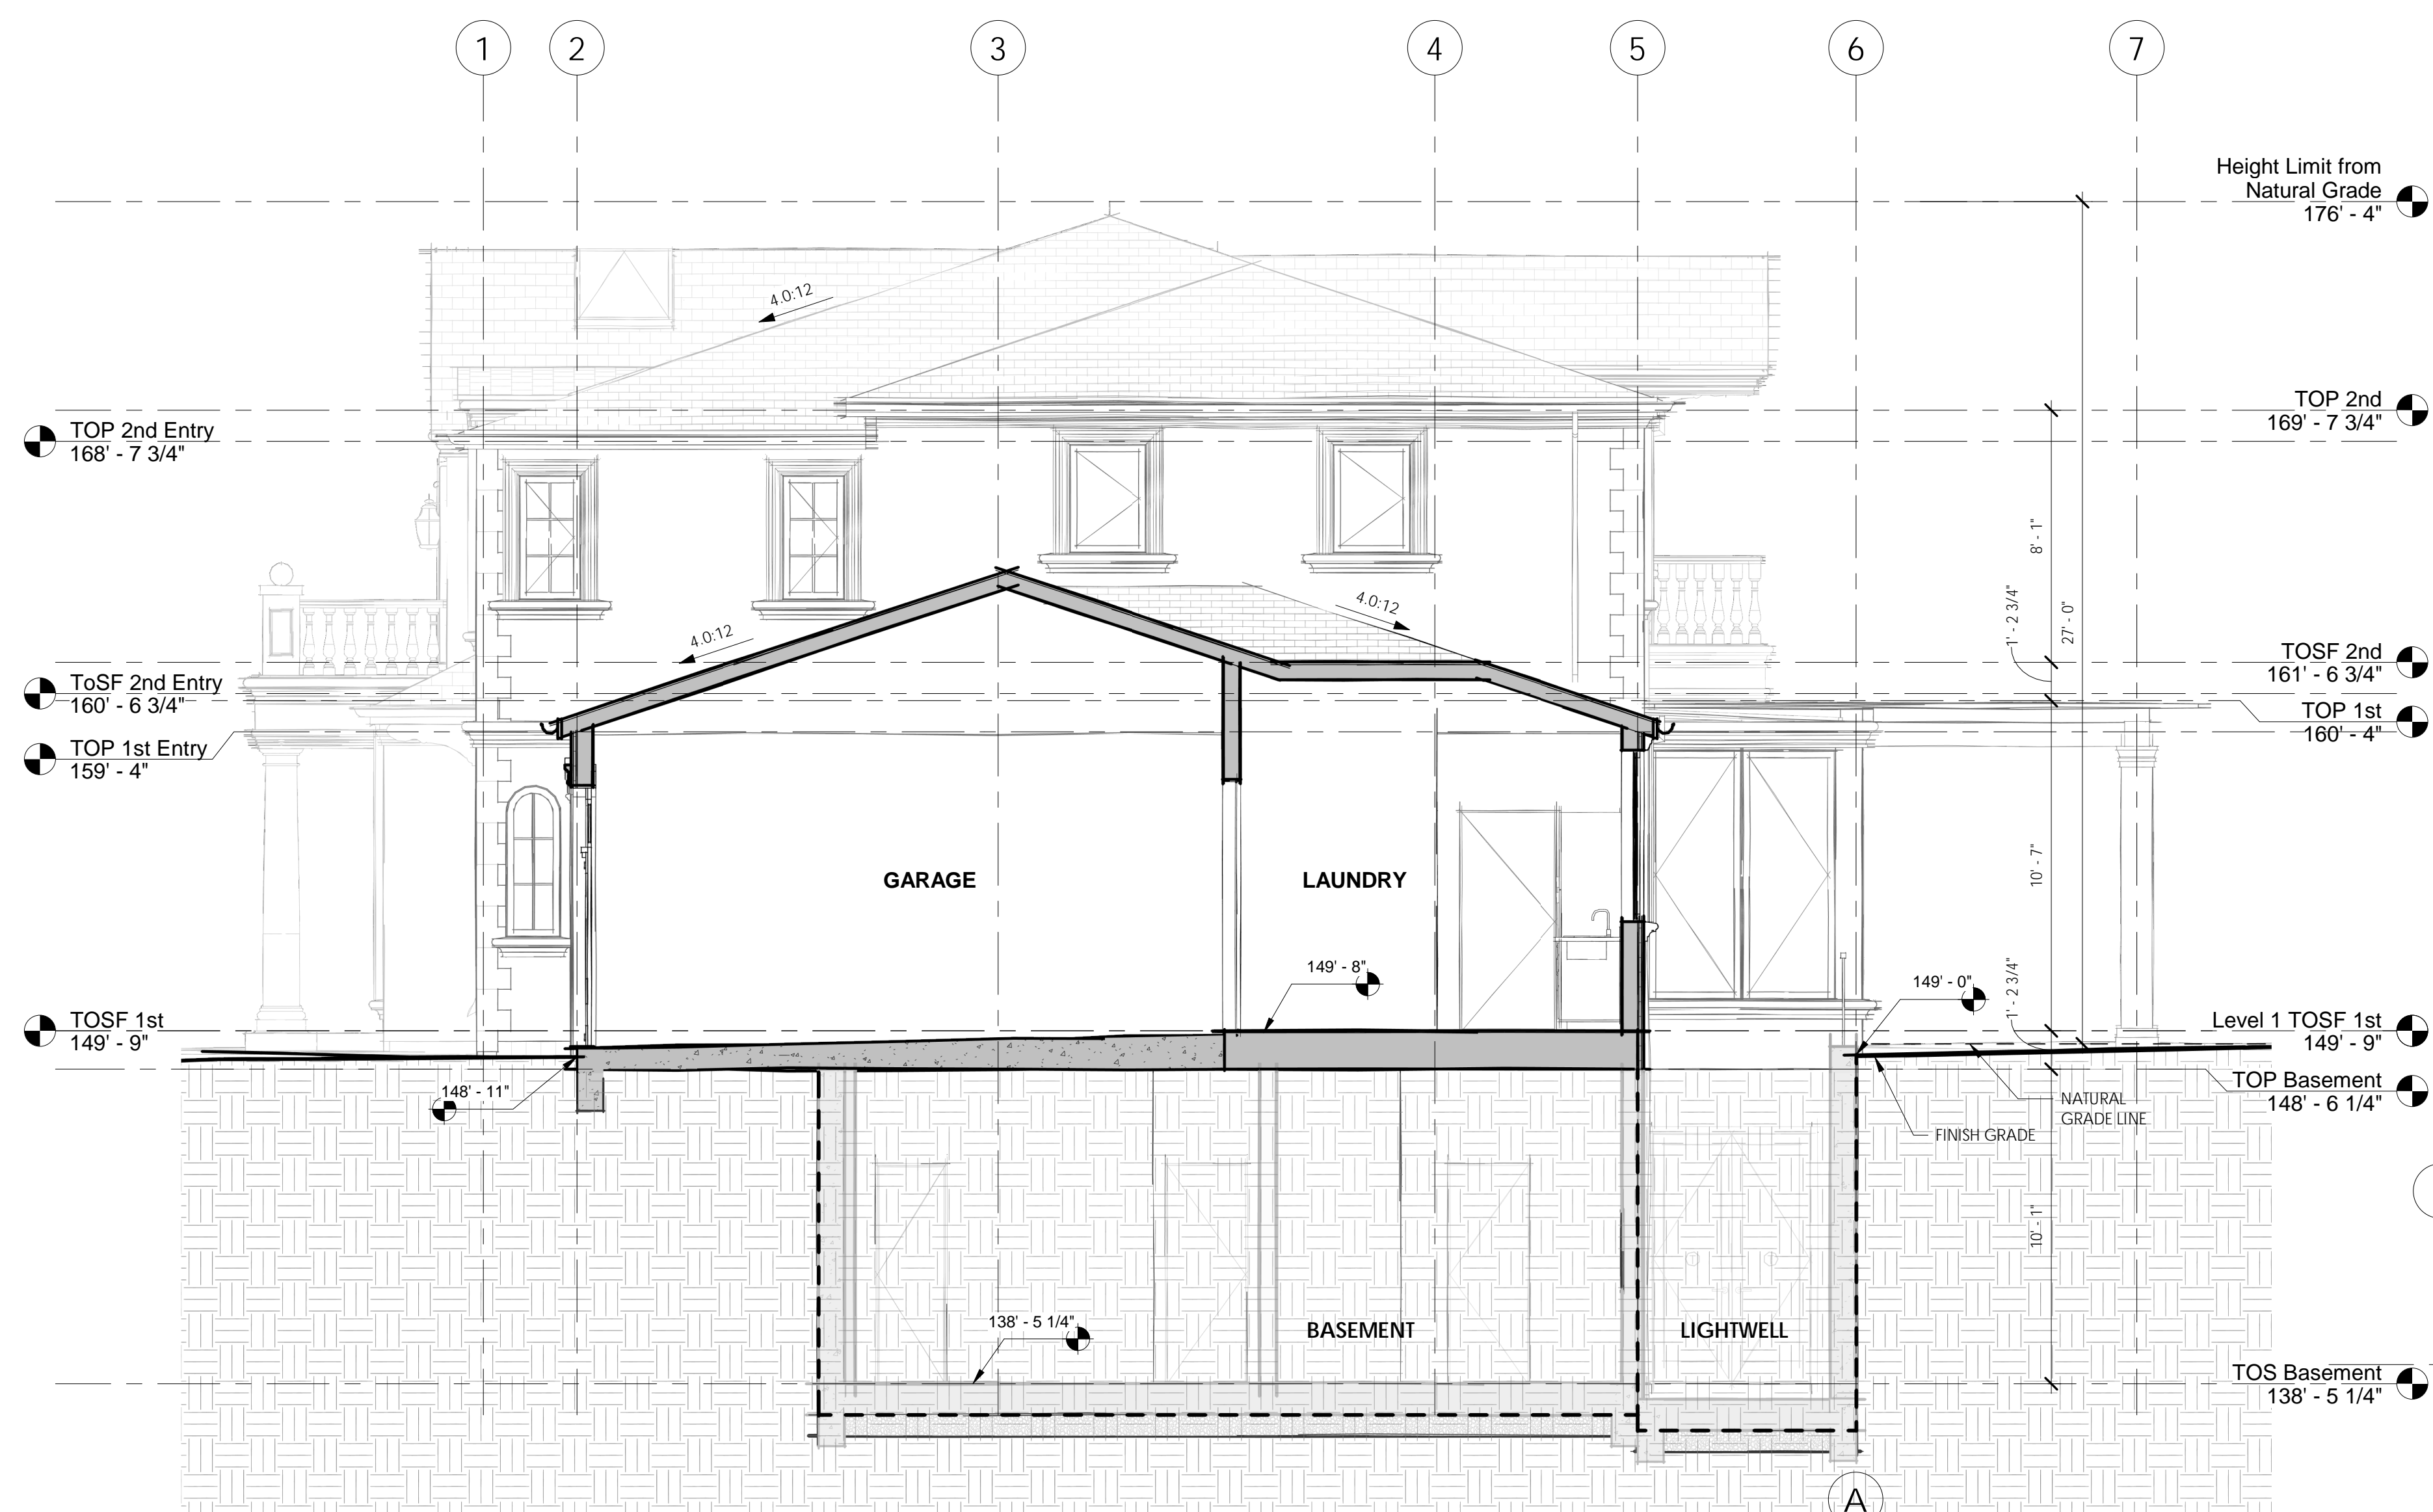 1
2
3
4
5
6
7
Height Limit from
Natural Grade
176' - 4"
4.0:12
TOP 2nd
169' - 7 3/4"
TOP 2nd Entry
168' - 7 3/4"
8' - 1"
4.0:12
4.0:12
1' - 2 3/4"
27' - 0"
TOSF 2nd
161' - 6 3/4"
ToSF 2nd Entry
160' - 6 3/4"
TOP 1st
160' - 4"
TOP 1st Entry
159' - 4"
GARAGE
LAUNDRY
10' - 7"
149' - 8"
149' - 0"
1' - 2 3/4"
TOSF 1st
149' - 9"
Level 1 TOSF 1st
149' - 9"
148' - 11"
TOP Basement
148' - 6 1/4"
NATURAL
GRADE LINE
FINISH GRADE
10' - 1"
138' - 5 1/4"
BASEMENT
LIGHTWELL
TOS Basement
138' - 5 1/4"
A